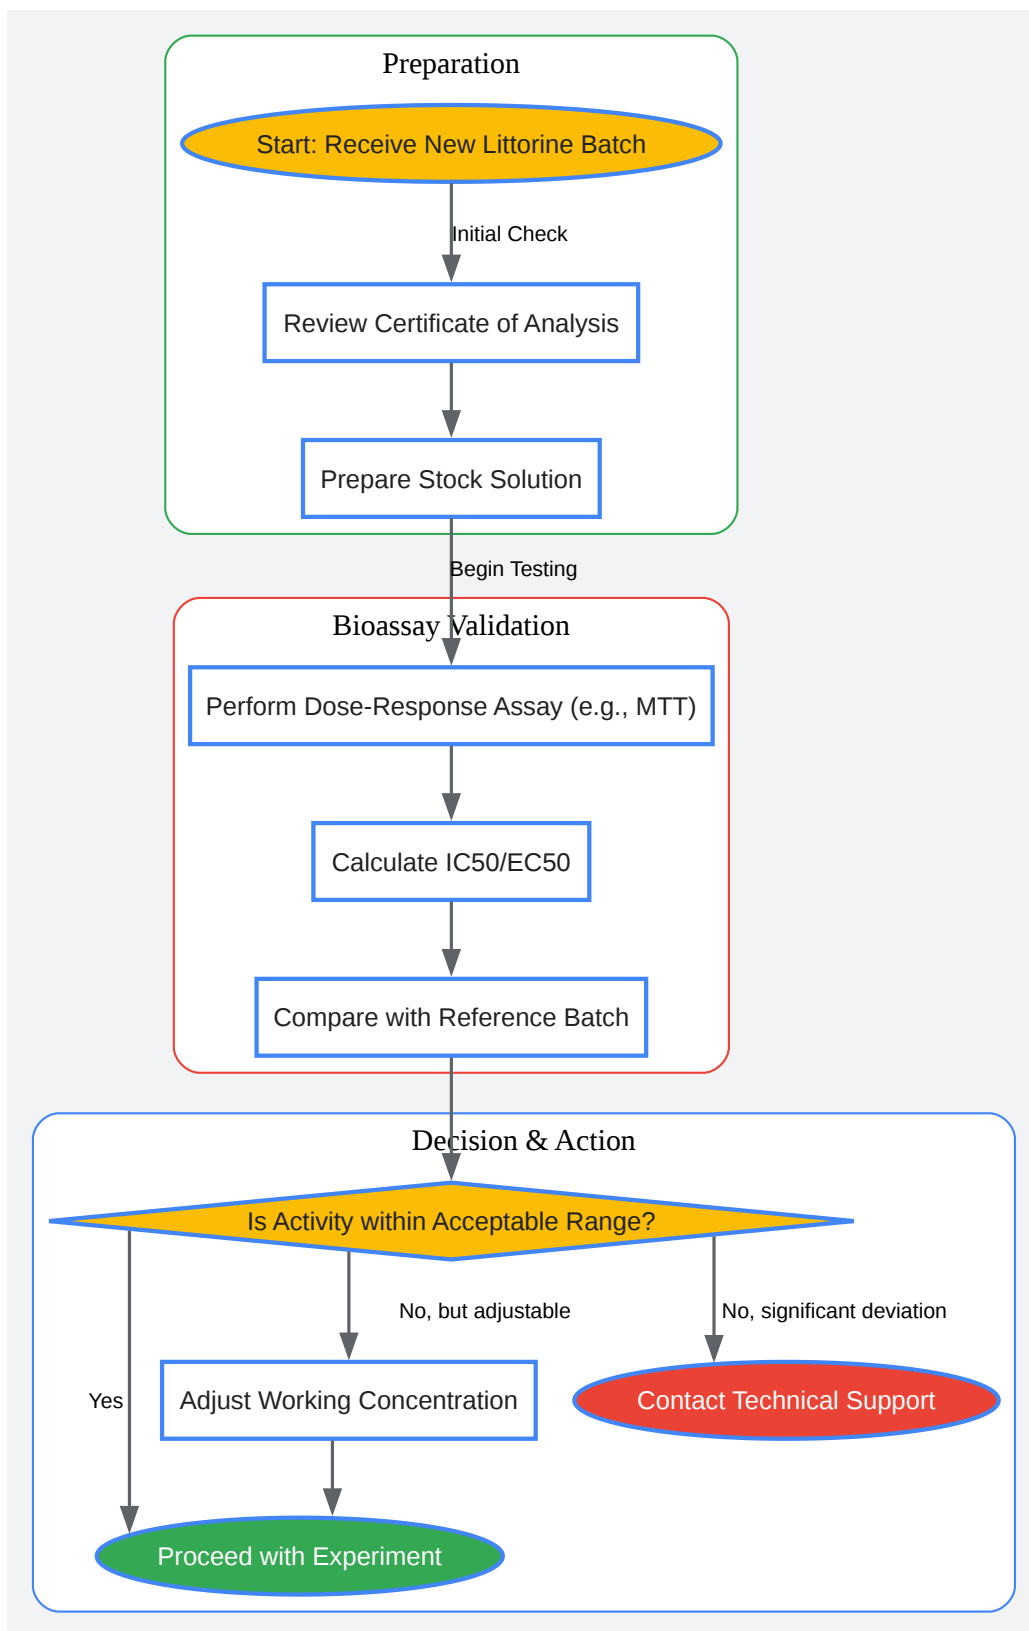 Preparation
Start: Receive New Littorine Batch
Initial Check
Review Certificate of Analysis
Prepare Stock Solution
Begin Testing
Bioassay Validation
Perform Dose-Response Assay (e.g., MTT)
Calculate IC50/EC50
Compare with Reference Batch
Decision & Action
Is Activity within Acceptable Range?
No, but adjustable
No, significant deviation
Yes
Adjust Working Concentration
Contact Technical Support
Proceed with Experiment